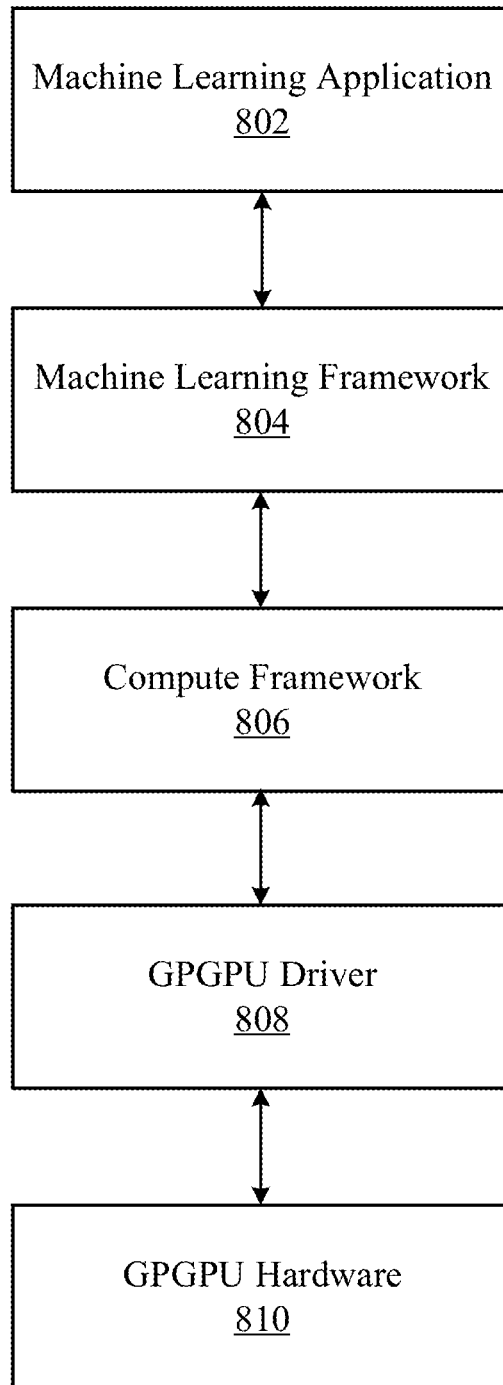 Machine Learning Application
802
Machine Learning Framework
804
Compute Framework
806
GPGPU Driver
808
GPGPU Hardware
810